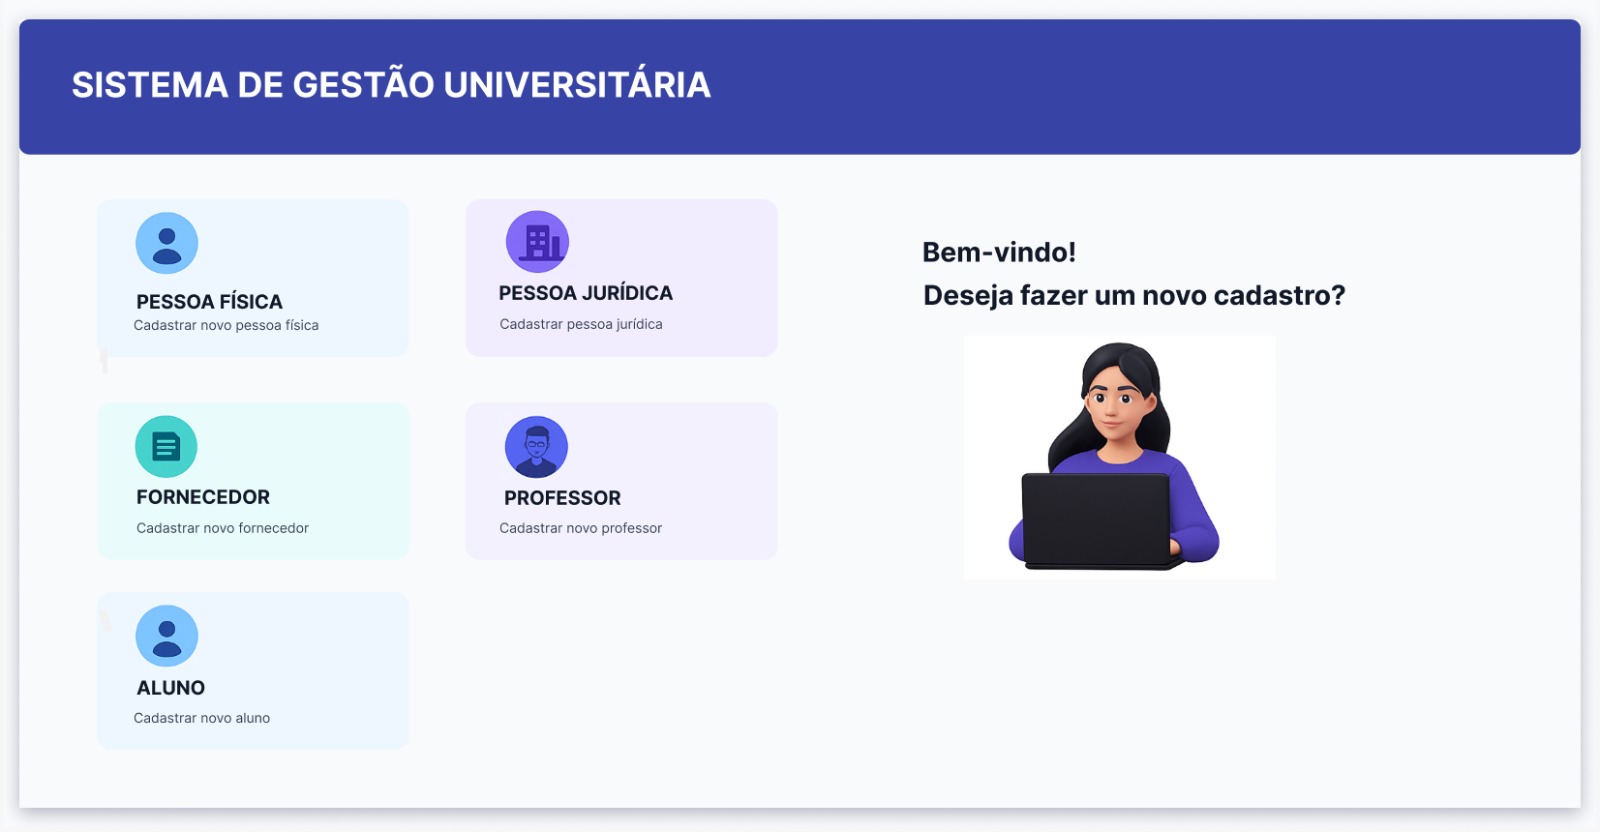 SISTEMA DE GESTÃO UNIVERSITÁRIA
PESSOA FÍSICA
Cadastrar novo pessoa física
PESSOA JURÍDICA
Cadastrar pessoa jurídica
FORNECEDOR
Cadastrar novo fornecedor
PROFESSOR
Cadastrar novo professor
ALUNO
Cadastrar novo aluno
Bem-vindo!
Deseja fazer um novo cadastro?